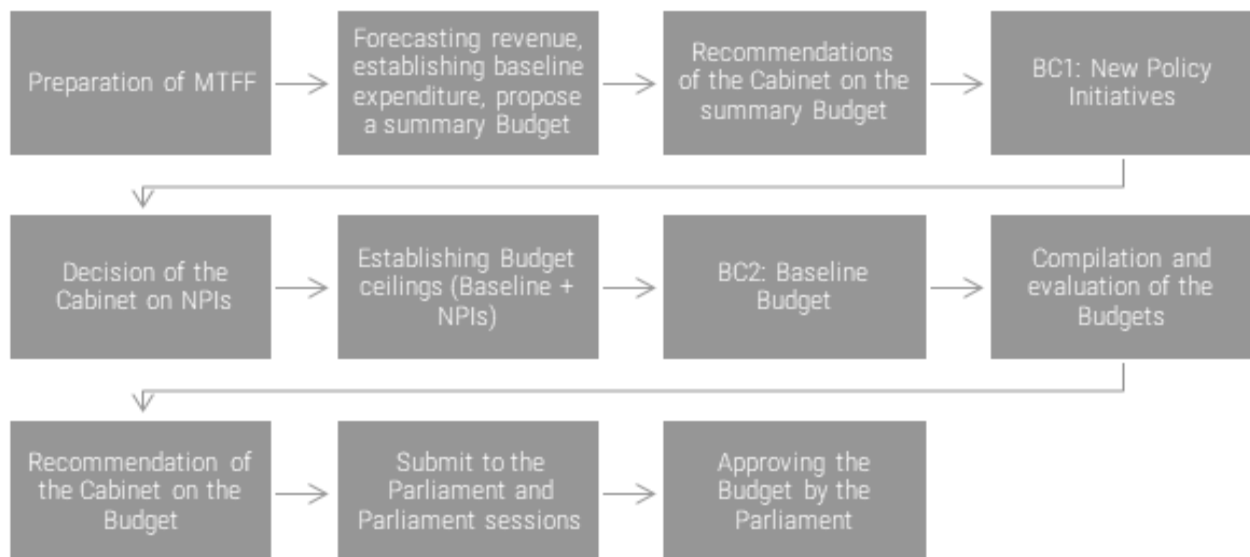 Preparation of MTFF
Forecasting revenue,
establishing baseline
expenditure, propose
a summary Budget
Recommendations
of the Cabinet on the
summary Budget
BC1: New Policy
Initiatives
Decision of the
Cabinet on NPIs
Establishing Budget
ceilings (Baseline +
NPIs)
BC2: Baseline
Budget
Compilation and
evaluation of the
Budgets
Recommendation of
the Cabinet on the
Budget
Submit to the
Parliament and
Parliament sessions
Approving the
Budget by the
Parliament